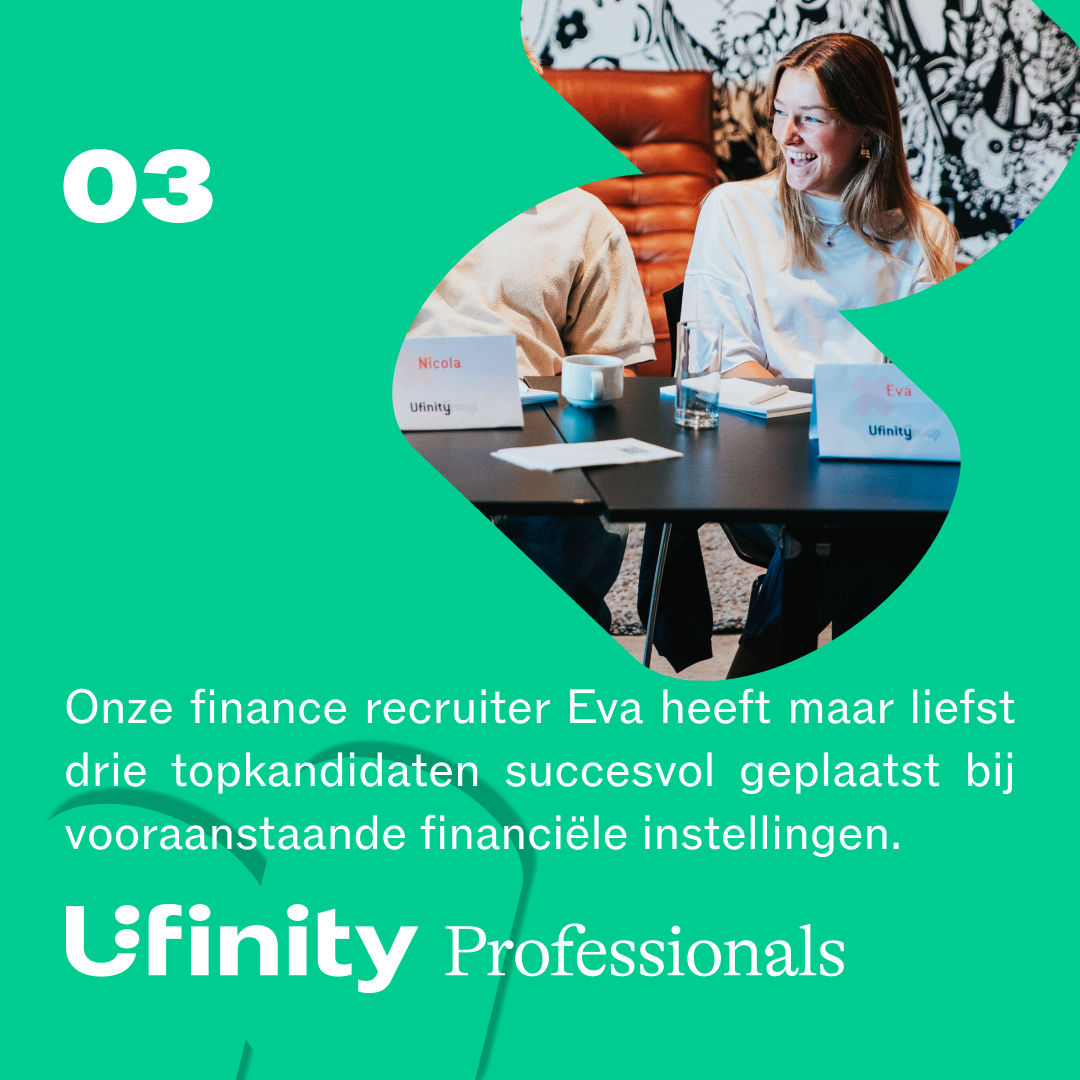 03
Nicola
Ufinity
Eva
Ufinity
Onze finance recruiter Eva heeft maar liefst
drie topkandidaten succesvol geplaatst bij
vooraanstaande financiële instellingen.
Ufinity Professionals